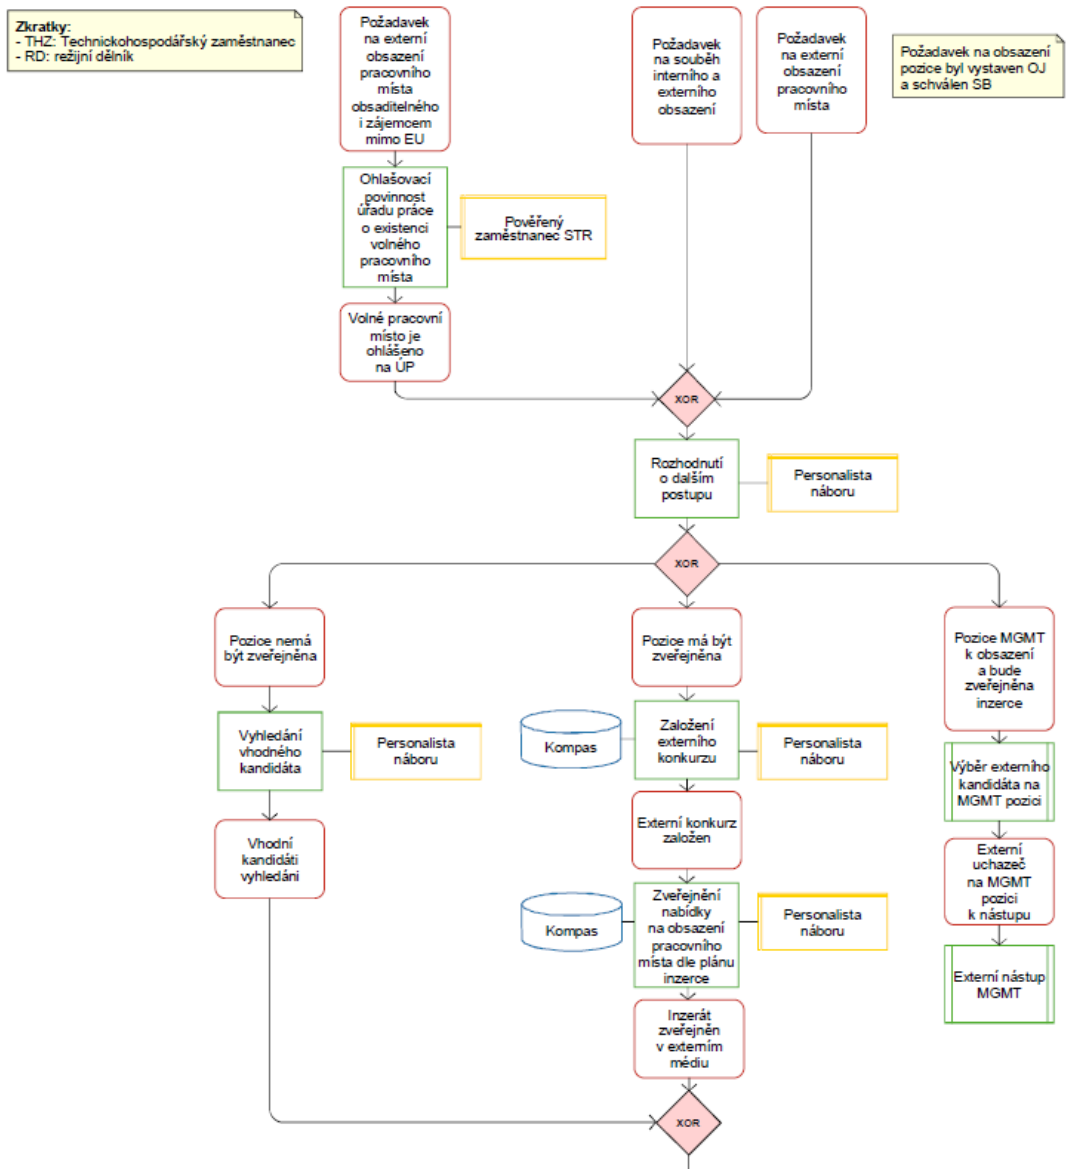 Zkratky:
- THZ: Technickohospodářský zaměstnanec
- RD: režijní dělník
Požadavek
na externí
obsazení
pracovního
místa
obsaditelného
i zájemcem
mimo EU
Požadavek
na souběh
interního a
externího
obsazení
Požadavek
na externí
obsazení
pracovního
místa
Požadavek na obsazení
pozice byl vystaven OJ
a schválen SB
Ohlašovací
povinnost
úřadu práce
o existenci
volného
pracovního
místa
Pověřený
zaměstnanec STR
Volné pracovní
místo je
ohlášeno
na ÚP
XOR
Rozhodnutí
o dalším
postupu
Personalista
náboru
XOR
Pozice nemá
být zveřejněna
Pozice má být
zveřejněna
Pozice MGMT
k obsazení
a bude
zveřejněna
inzerce
Vyhledání
vhodného
kandidáta
Personalista
náboru
Kompas
Založení
externího
konkurzu
Personalista
náboru
Výběr externího
kandidáta na
MGMT pozici
Vhodní
kandidáti
vyhledáni
Externí konkurz
založen
Externí
uchazeč
na MGMT
pozici
k nástupu
Kompas
Zveřejnění
nabídky
na obsazení
pracovního
místa dle plánu
inzerce
Personalista
náboru
Externí nástup
MGMT
Inzerát
zveřejněn
v externím
médiu
XOR